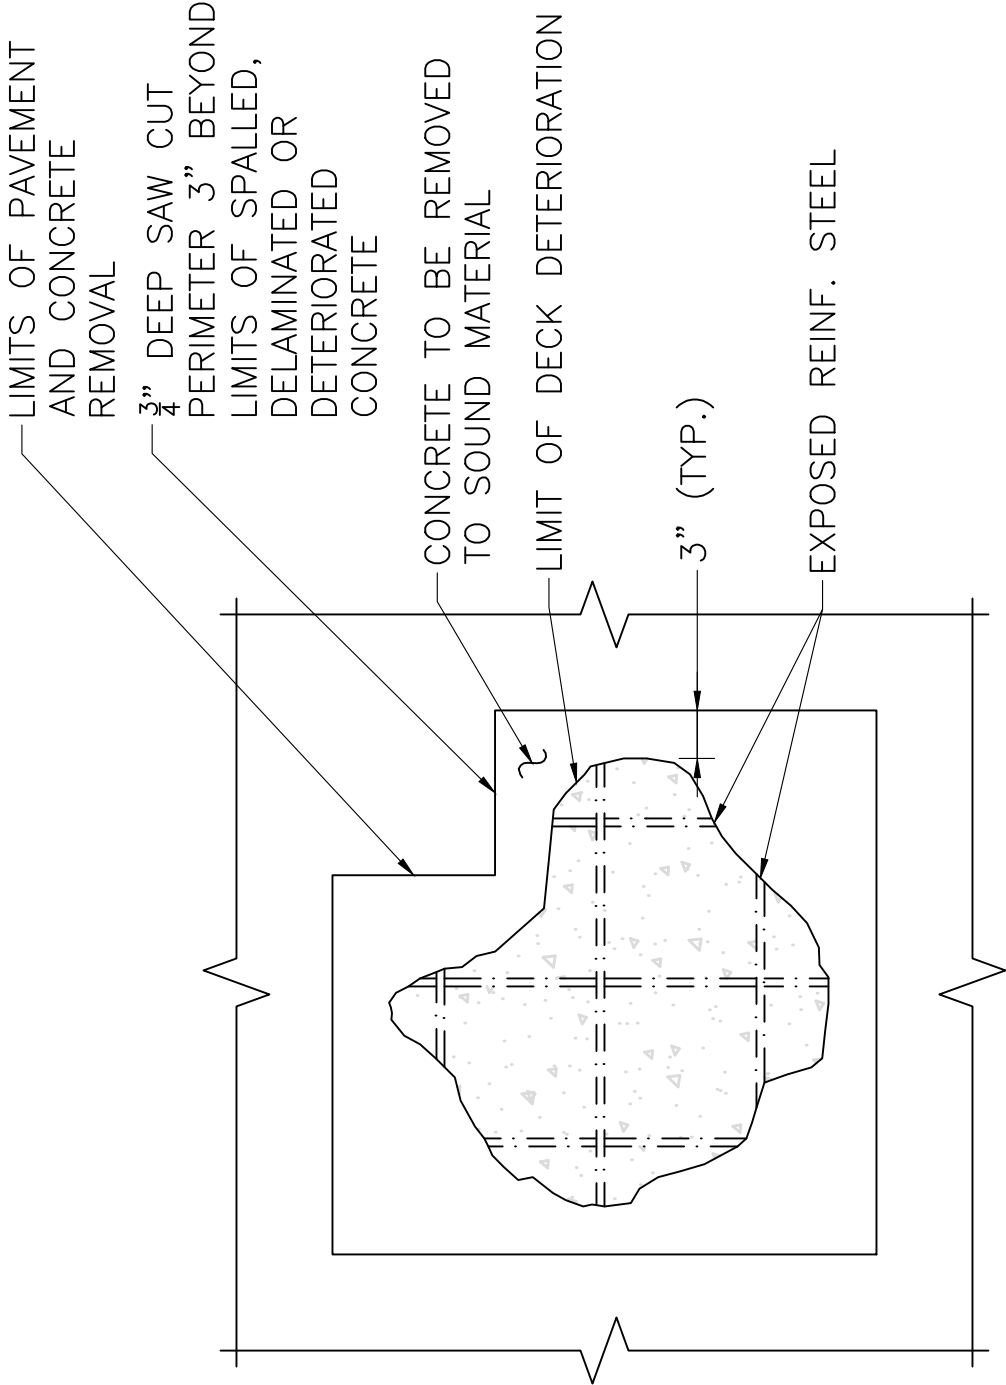 LIMITS OF PAVEMENT
AND CONCRETE
REMOVAL
3/4” DEEP SAW CUT
PERIMETER 3” BEYOND
LIMITS OF SPALLED,
DELAMINATED OR
DETERIORATED
CONCRETE
CONCRETE TO BE REMOVED
TO SOUND MATERIAL
LIMIT OF DECK DETERIORATION
3” (TYP.)
EXPOSED REINF. STEEL